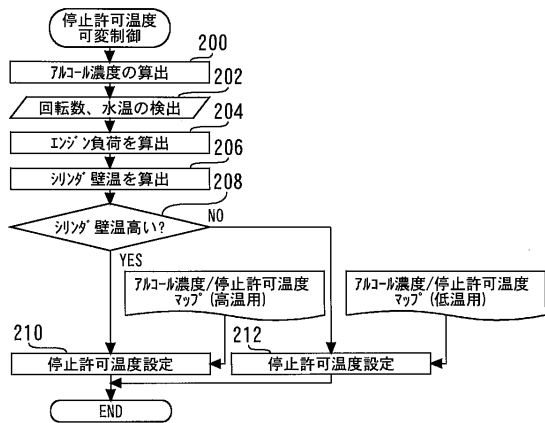 停止許可温度
可変制御
200
ｱﾙｺｰﾙ濃度の算出
202
回転数、水温の検出
204
ｴﾝｼﾞﾝ負荷を算出
206
ｼﾘﾝﾀﾞ壁温を算出
208
ｼﾘﾝﾀﾞ壁温高い?
NO
YES
ｱﾙｺｰﾙ濃度/停止許可温度
ﾏｯﾌﾟ(高温用)
ｱﾙｺｰﾙ濃度/停止許可温度
ﾏｯﾌﾟ(低温用)
210
停止許可温度設定
212
停止許可温度設定
END